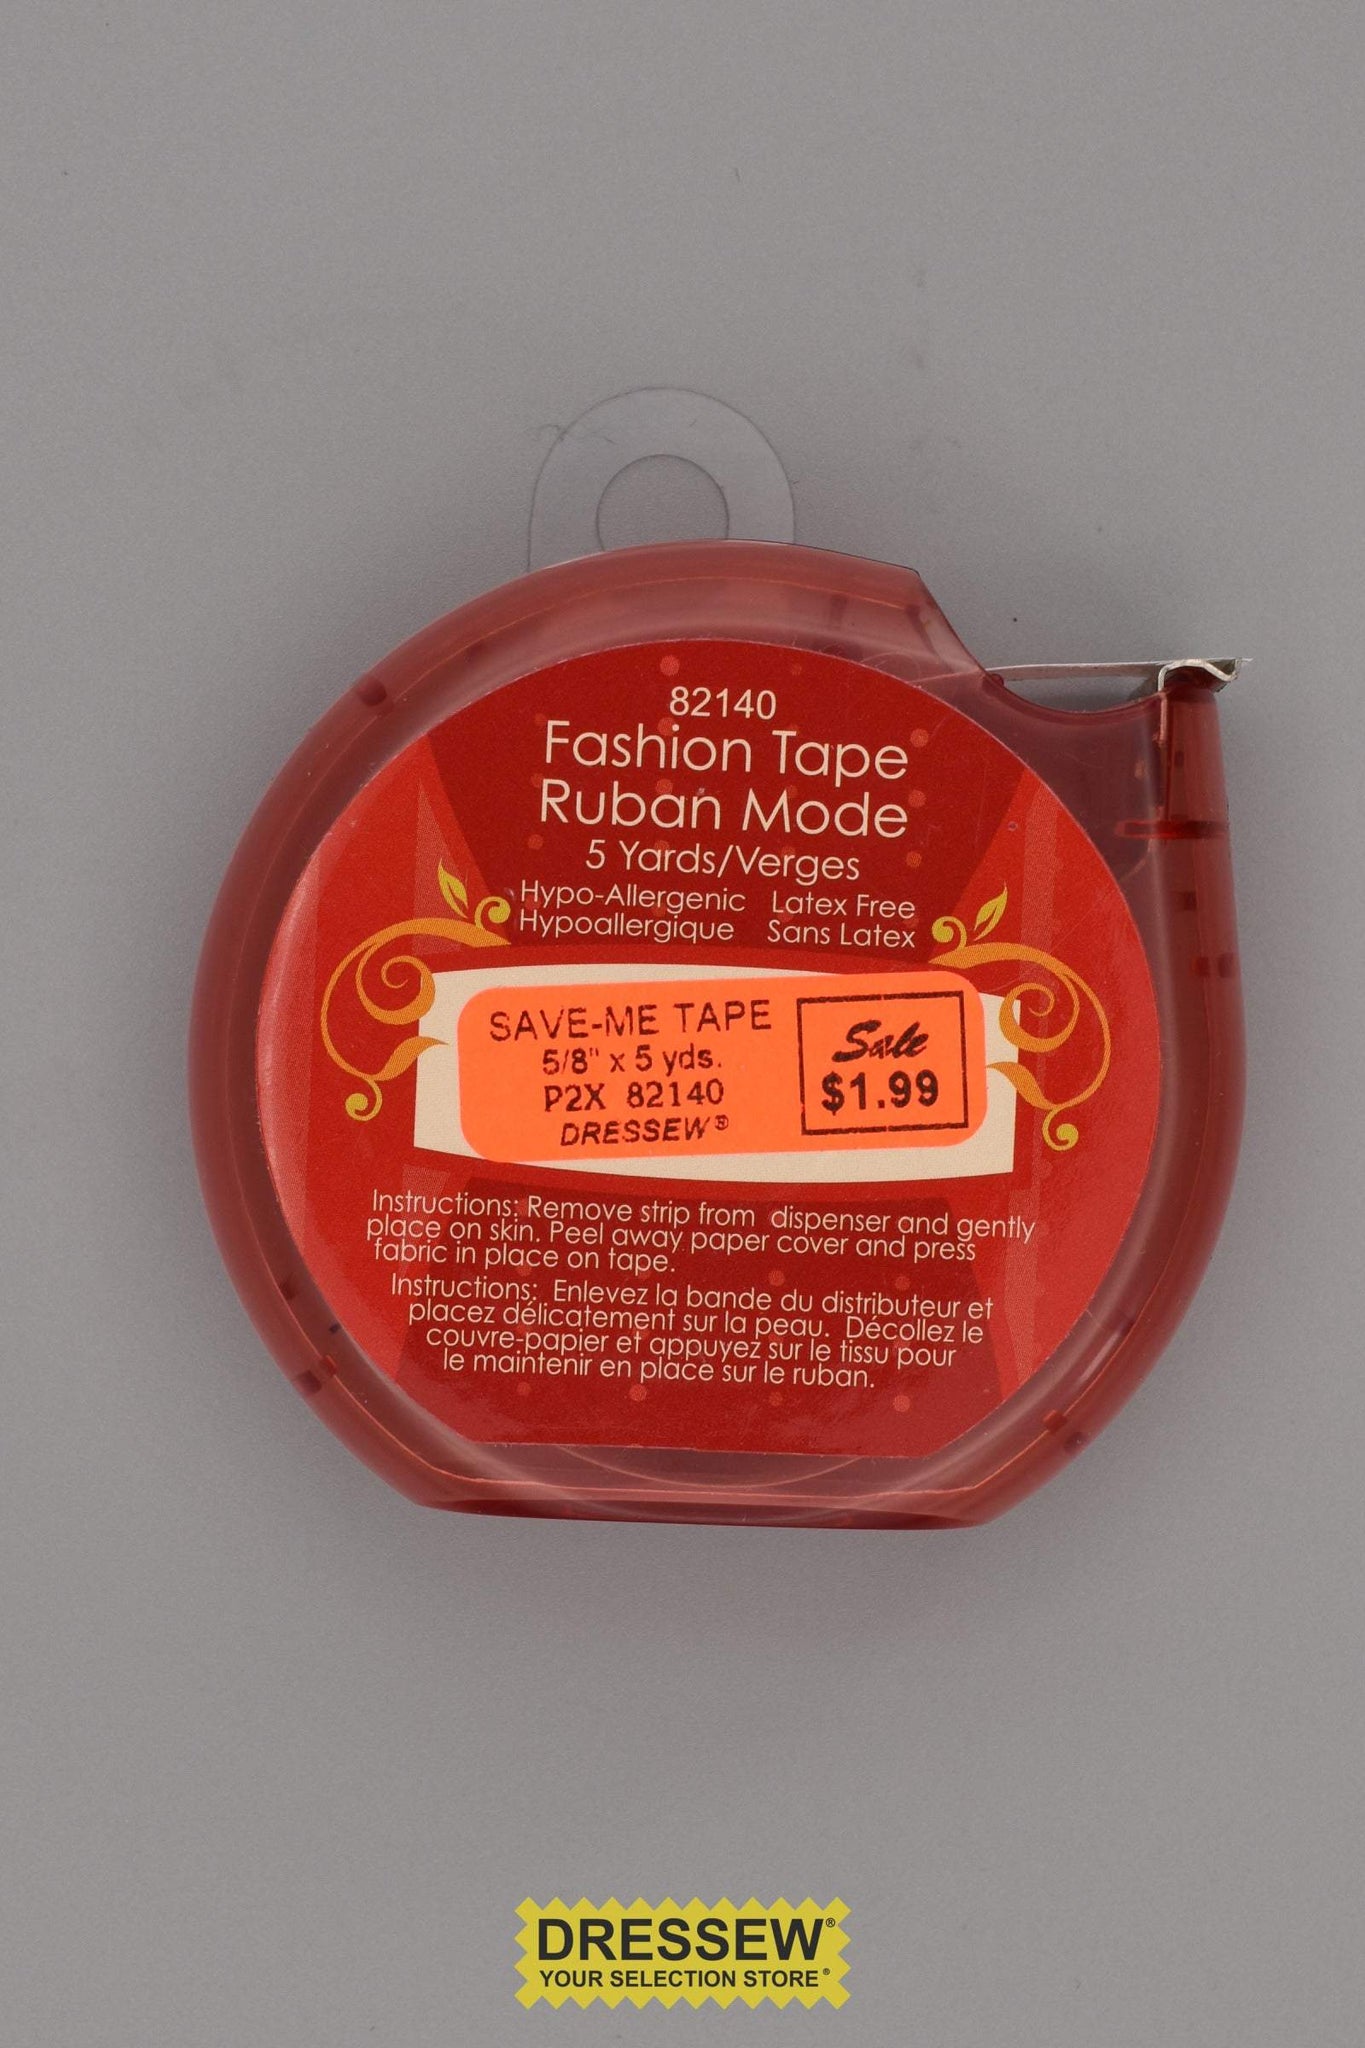 82140
Fashion Tape
Ruban Mode
5 Yards/Verges
Hypo-Allergenic Latex Free
Hypoallergique Sans Latex
SAVE-ME TAPE
5/8" x 5 yds.
P2X 82140
DRESSEW®
Sale
$1.99
Instructions: Remove strip from dispenser and gently
place on skin. Peel away paper cover and press
fabric in place on tape.
Instructions: Enlevez la bande du distributeur et
placez délicatement sur la peau. Décollez le
couvre-papier et appuyez sur le tissu pour
le maintenir en place sur le ruban.
DRESSEW®
YOUR SELECTION STORE®